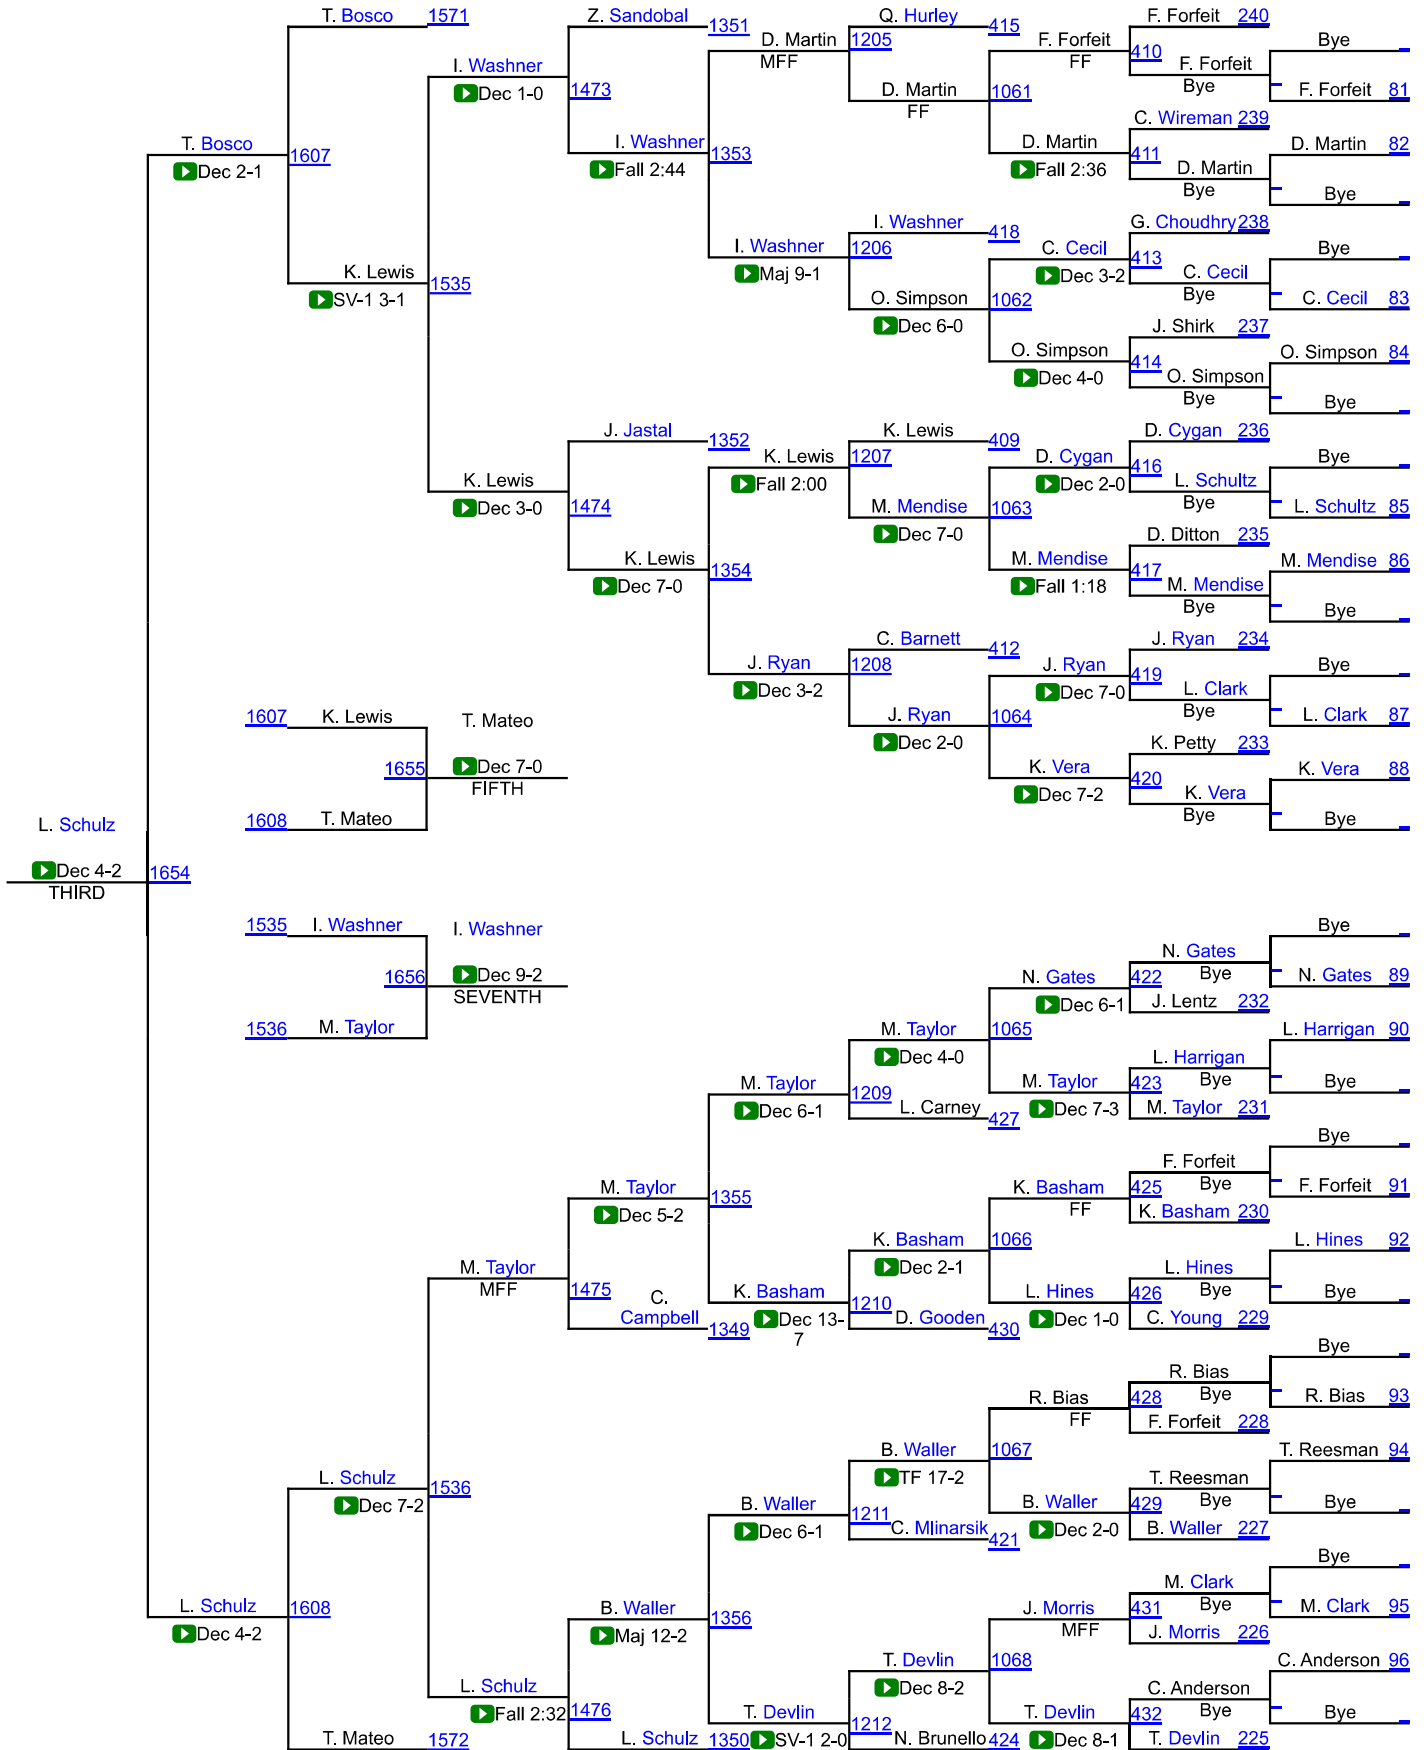 T. Bosco 1571
Z. Sandobal 1351
Q. Hurley 415
F. Forfeit 240
Bye
D. Martin 1205
MFF
F. Forfeit 410
FF
F. Forfeit
Bye
I. Washner
Dec 1-0
1473
D. Martin 1061
FF
F. Forfeit 81
C. Wireman 239
T. Bosco 1607
Dec 2-1
I. Washner 1353
Fall 2:44
D. Martin 411
Fall 2:36
D. Martin 82
D. Martin
Bye
Bye
I. Washner 418
G. Choudhry 238
I. Washner 1206
Maj 9-1
C. Cecil 413
Dec 3-2
Bye
C. Cecil
Bye
K. Lewis 1535
SV-1 3-1
O. Simpson 1062
Dec 6-0
C. Cecil 83
J. Shirk 237
O. Simpson 414
Dec 4-0
O. Simpson 84
O. Simpson
Bye
Bye
J. Jastal 1352
K. Lewis 409
D. Cygan 236
K. Lewis 1207
Fall 2:00
D. Cygan 416
Dec 2-0
Bye
L. Schultz
Bye
K. Lewis 1474
Dec 3-0
M. Mendise 1063
Dec 7-0
L. Schultz 85
D. Ditton 235
K. Lewis 1354
Dec 7-0
M. Mendise 417
Fall 1:18
M. Mendise 86
M. Mendise
Bye
Bye
C. Barnett 412
J. Ryan 234
J. Ryan 1208
Dec 3-2
J. Ryan 419
Dec 7-0
Bye
L. Clark
Bye
1607 K. Lewis
T. Mateo
J. Ryan 1064
Dec 2-0
L. Clark 87
K. Petty 233
1655
Dec 7-0
FIFTH
K. Vera 420
Dec 7-2
K. Vera 88
K. Vera
Bye
Bye
1608 T. Mateo
L. Schulz
Dec 4-2 1654
THIRD
1535 I. Washner
I. Washner
Bye
N. Gates
Bye
1656
Dec 9-2
SEVENTH
N. Gates 422
Dec 6-1
N. Gates 89
J. Lentz 232
1536 M. Taylor
M. Taylor 1065
Dec 4-0
L. Harrigan 90
L. Harrigan
Bye
M. Taylor 1209
Dec 6-1
M. Taylor 423
Dec 7-3
Bye
L. Carney 427
M. Taylor 231
Bye
F. Forfeit
Bye
M. Taylor 1355
Dec 5-2
K. Basham 425
FF
F. Forfeit 91
K. Basham 230
M. Taylor 1475
MFF
K. Basham 1066
Dec 2-1
L. Hines 92
L. Hines
Bye
C.
Campbell 1349
K. Basham 1210
Dec 13-
7
L. Hines 426
Dec 1-0
Bye
D. Gooden 430
C. Young 229
Bye
R. Bias
Bye
R. Bias 428
FF
R. Bias 93
F. Forfeit 228
L. Schulz 1536
Dec 7-2
B. Waller 1067
TF 17-2
T. Reesman 94
T. Reesman
Bye
B. Waller 1211
Dec 6-1
B. Waller 429
Dec 2-0
Bye
C. Mlinarsik 421
B. Waller 227
Bye
M. Clark
Bye
L. Schulz 1608
Dec 4-2
B. Waller 1356
Maj 12-2
J. Morris 431
MFF
M. Clark 95
J. Morris 226
T. Devlin 1068
Dec 8-2
C. Anderson 96
C. Anderson
Bye
L. Schulz 1476
Fall 2:32
T. Devlin 1212
SV-1 2-0
T. Devlin 432
Dec 8-1
Bye
T. Mateo 1572
L. Schulz 1350
N. Brunello 424
T. Devlin 225